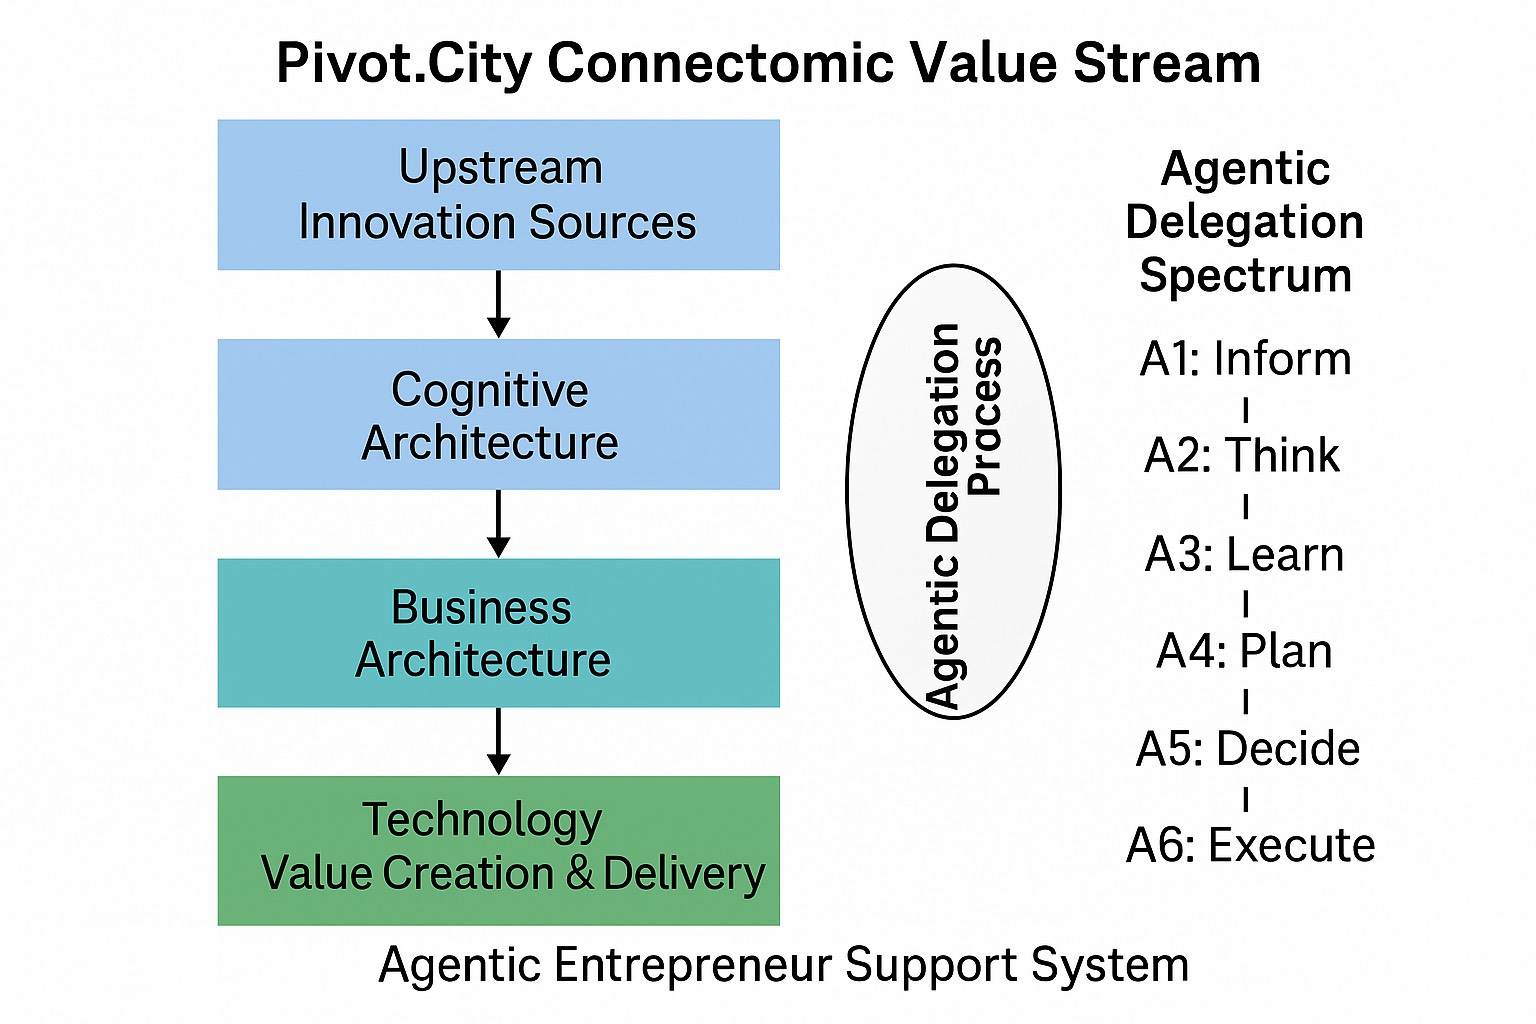 Pivot.City Connectomic Value Stream
Upstream
Innovation Sources
Cognitive
Architecture
Business
Architecture
Technology
Value Creation & Delivery
Agentic Delegation
Process
Agentic
Delegation
Spectrum
A1: Inform
A2: Think
A3: Learn
A4: Plan
A5: Decide
A6: Execute
Agentic Entrepreneur Support System